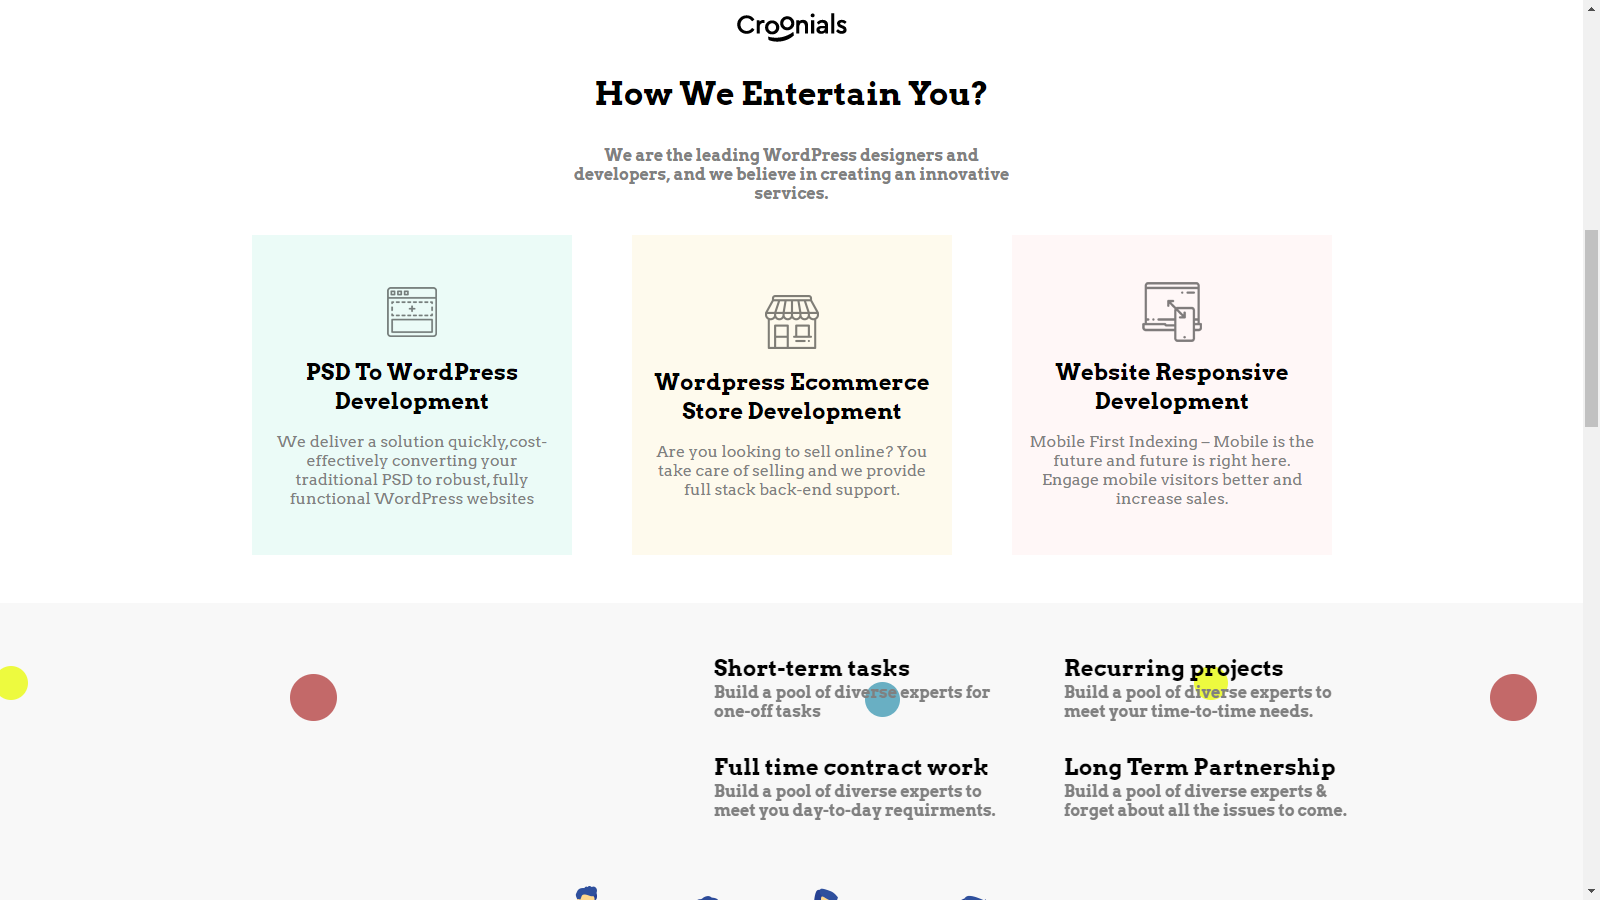 Croonials
How We Entertain You?
We are the leading WordPress designers and
developers, and we believe in creating an innovative
services.
PSD To WordPress
Development
We deliver a solution quickly,cost-
effectively converting your
traditional PSD to robust, fully
functional WordPress websites
Wordpress Ecommerce
Store Development
Are you looking to sell online? You
take care of selling and we provide
full stack back-end support.
Website Responsive
Development
Mobile First Indexing – Mobile is the
future and future is right here.
Engage mobile visitors better and
increase sales.
Short-term tasks
Build a pool of diverse experts for
one-off tasks
Recurring projects
Build a pool of diverse experts to
meet your time-to-time needs.
Full time contract work
Build a pool of diverse experts to
meet you day-to-day requirments.
Long Term Partnership
Build a pool of diverse experts &
forget about all the issues to come.